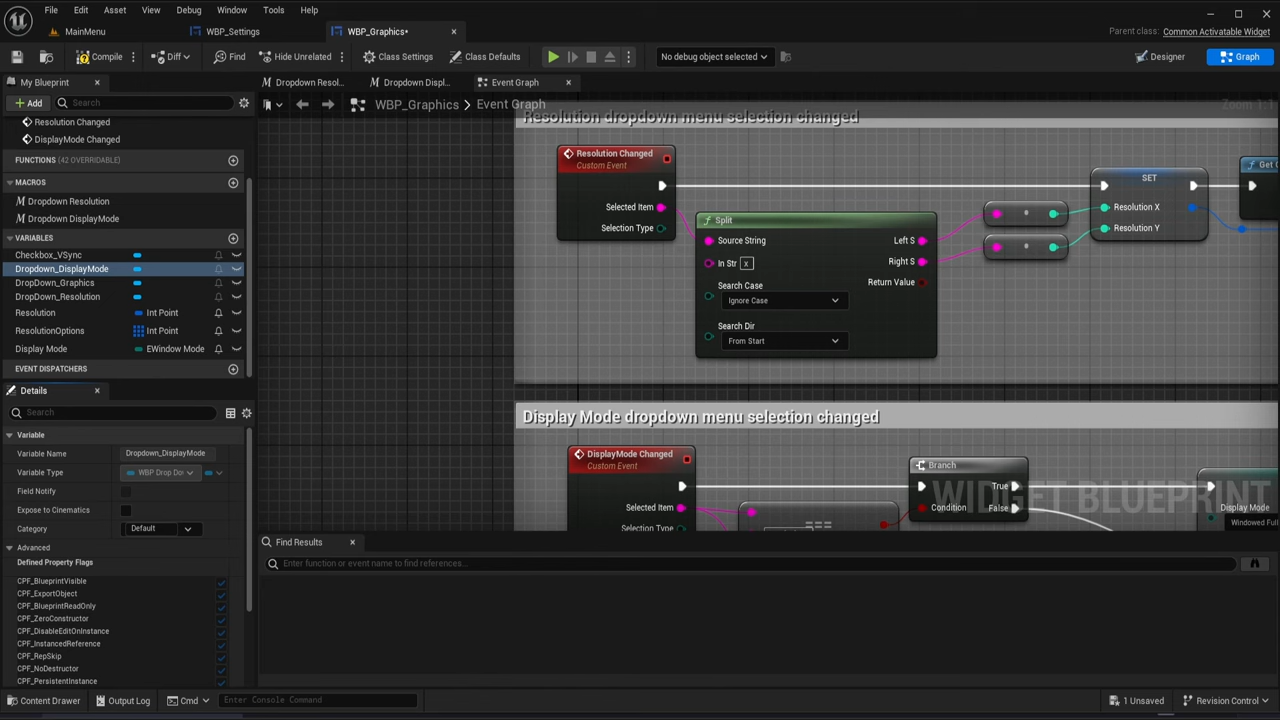 File Edit Asset View Debug Window Tools Help
MainMenu WBP_Settings WBP_Graphics• Parent class: Common Activatable Widget
Compile Diff Find Hide Unrelated Class Settings Class Defaults No debug object selected Designer Graph
My Blueprint Dropdown Resol... Dropdown Displ... Event Graph
Add Search WBP_Graphics > Event Graph Zoom 1:1
Resolution Changed
DisplayMode Changed
FUNCTIONS (42 OVERRIDABLE)
MACROS
Dropdown Resolution
Dropdown DisplayMode
VARIABLES
Checkbox_VSync
Dropdown_DisplayMode
DropDown_Graphics
DropDown_Resolution
Resolution Int Point
ResolutionOptions Int Point
Display Mode EWindow Mode
EVENT DISPATCHERS
Details
Search
Variable
Variable Name Dropdown_DisplayMode
Variable Type WBP Drop Do
Field Notify
Expose to Cinematics
Category Default
Advanced
Defined Property Flags
CPF_BlueprintVisible
CPF_ExportObject
CPF_BlueprintReadOnly
CPF_ZeroConstructor
CPF_DisableEditOnInstance
CPF_InstancedReference
CPF_RepSkip
CPF_NoDestructor
CPF_PersistentInstance
Resolution dropdown menu selection changed
Resolution Changed
Custom Event
Selected Item
Selection Type
Split
Source String Left S
In Str x Right S
Search Case Return Value
Ignore Case
Search Dir
From Start
SET
Resolution X
Resolution Y
Display Mode dropdown menu selection changed
DisplayMode Changed
Custom Event
Selected Item
Selection Type
===
Branch
True
Condition False
Display Mode
Windowed Full
WIDGET BLUEPRINT
Find Results
Enter function or event name to find references...
Content Drawer Output Log Cmd Enter Console Command 1 Unsaved Revision Control